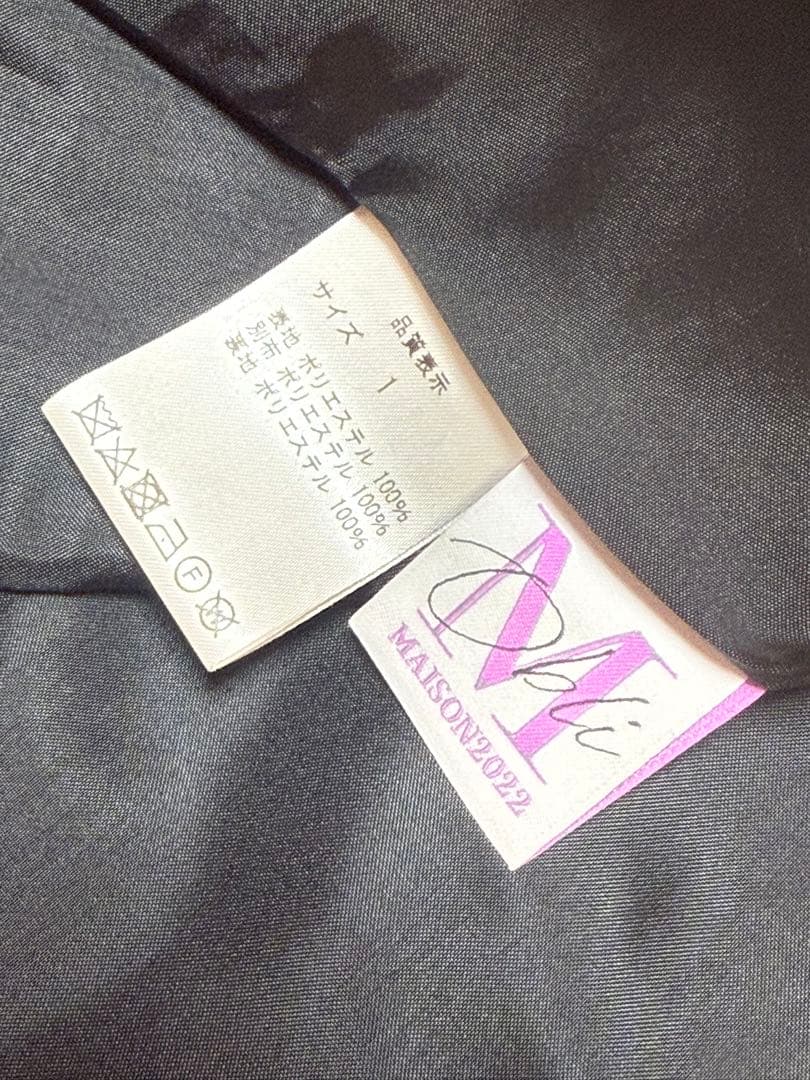 品質表示
サイズ 1
表地 ポリエステル 100%
別布 ポリエステル 100%
裏地 ポリエステル 100%
F
W
M
Obli
MAISON2022